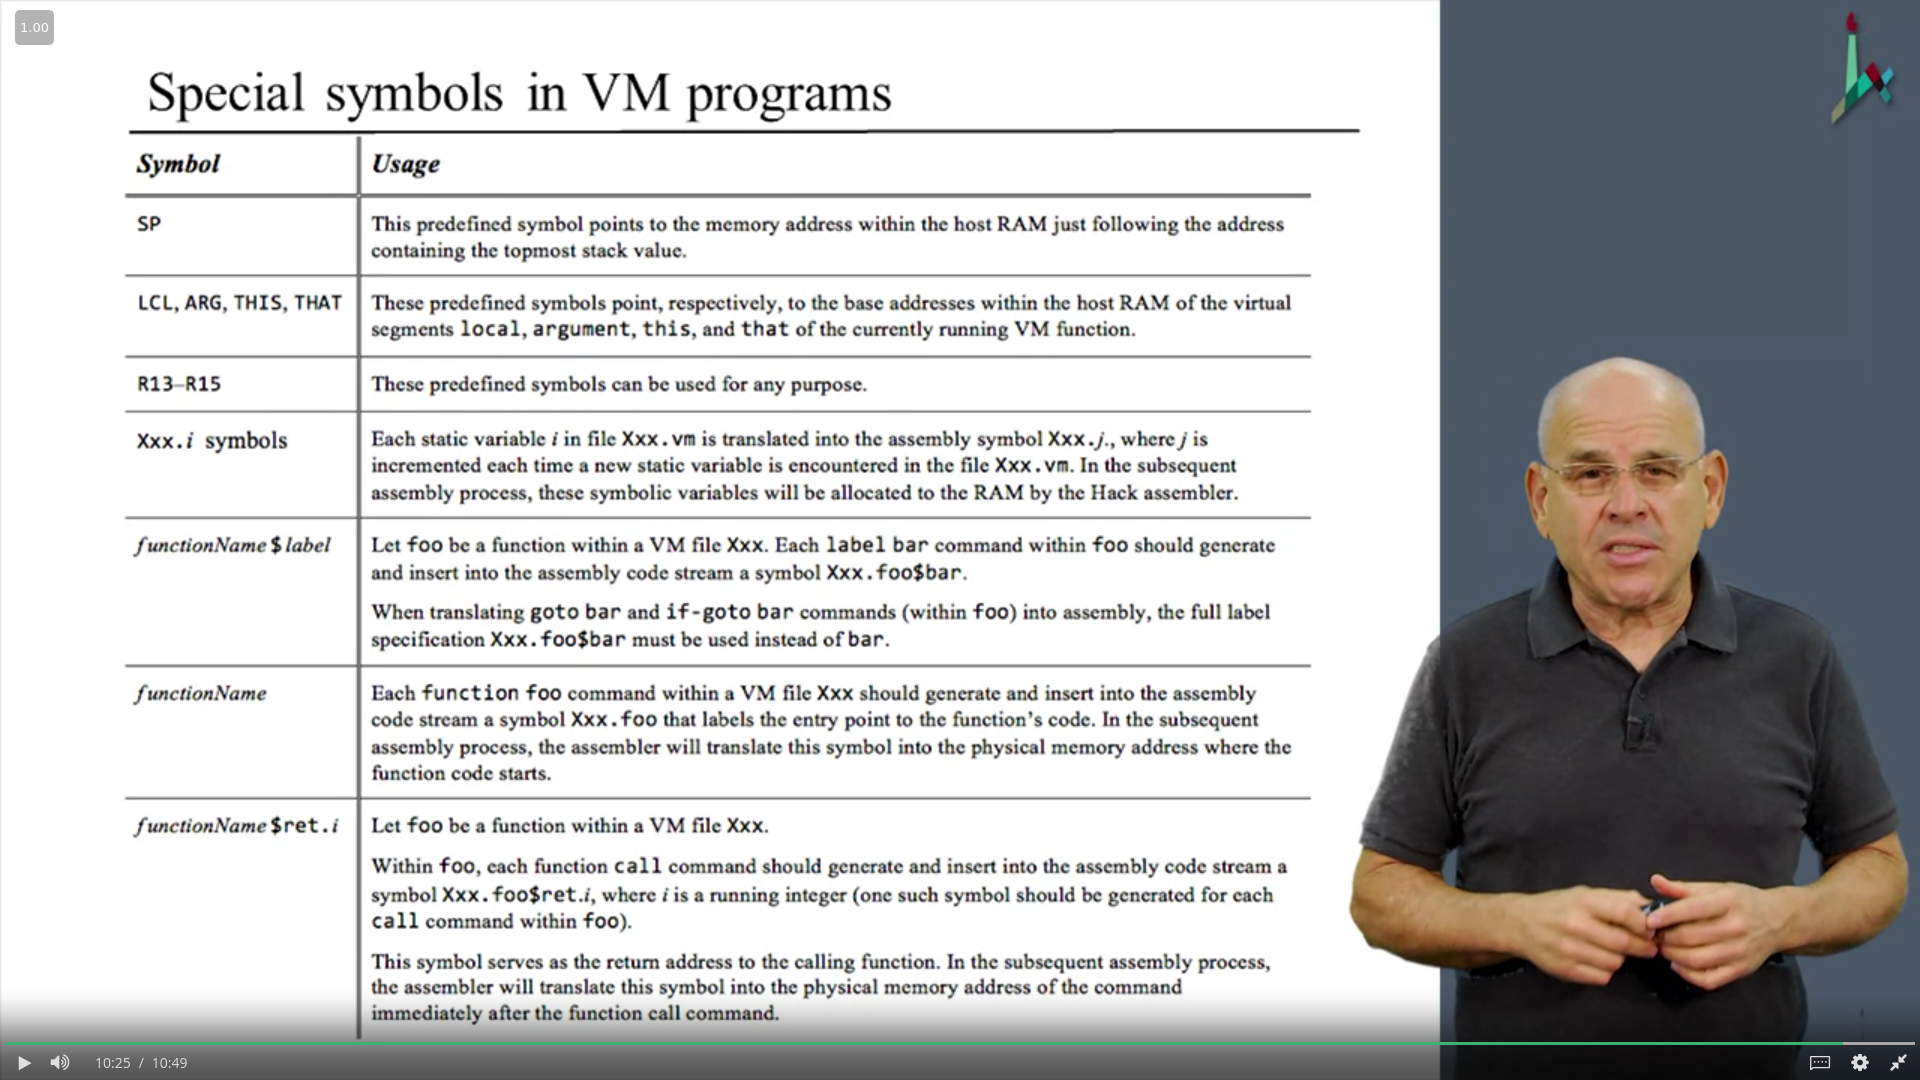 1.00
Special symbols in VM programs
Symbol
Usage
SP
This predefined symbol points to the memory address within the host RAM just following the address
containing the topmost stack value.
LCL, ARG, THIS, THAT
These predefined symbols point, respectively, to the base addresses within the host RAM of the virtual
segments local, argument, this, and that of the currently running VM function.
R13–R15
These predefined symbols can be used for any purpose.
Xxx.i symbols
Each static variable i in file Xxx.vm is translated into the assembly symbol Xxx.j., where j is
incremented each time a new static variable is encountered in the file Xxx.vm. In the subsequent
assembly process, these symbolic variables will be allocated to the RAM by the Hack assembler.
functionName$label
Let foo be a function within a VM file Xxx. Each label bar command within foo should generate
and insert into the assembly code stream a symbol Xxx.foo$bar.
When translating goto bar and if-goto bar commands (within foo) into assembly, the full label
specification Xxx.foo$bar must be used instead of bar.
functionName
Each function foo command within a VM file Xxx should generate and insert into the assembly
code stream a symbol Xxx.foo that labels the entry point to the function’s code. In the subsequent
assembly process, the assembler will translate this symbol into the physical memory address where the
function code starts.
functionName$ret.i
Let foo be a function within a VM file Xxx.
Within foo, each function call command should generate and insert into the assembly code stream a
symbol Xxx.foo$ret.i, where i is a running integer (one such symbol should be generated for each
call command within foo).
This symbol serves as the return address to the calling function. In the subsequent assembly process,
the assembler will translate this symbol into the physical memory address of the command
immediately after the function call command.
10:25 / 10:49